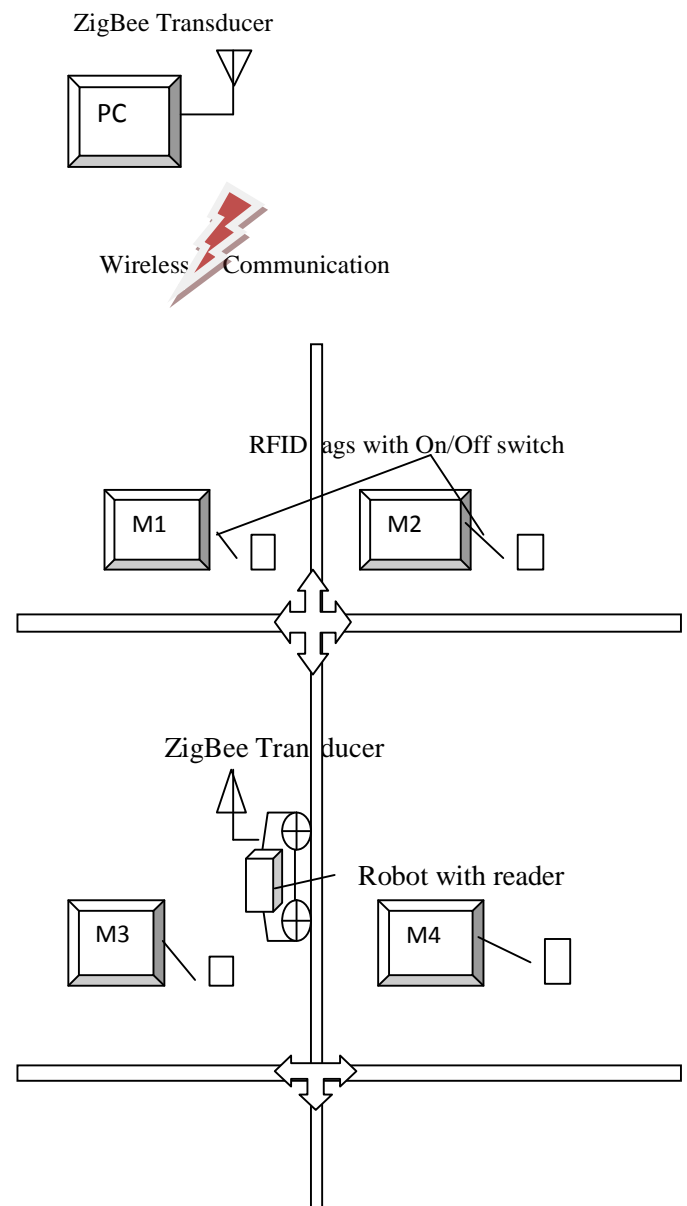 ZigBee Transducer
PC
Wireless Communication
RFID ags with On/Off switch
M1
M2
ZigBee Tran ducer
Robot with reader
M3
M4